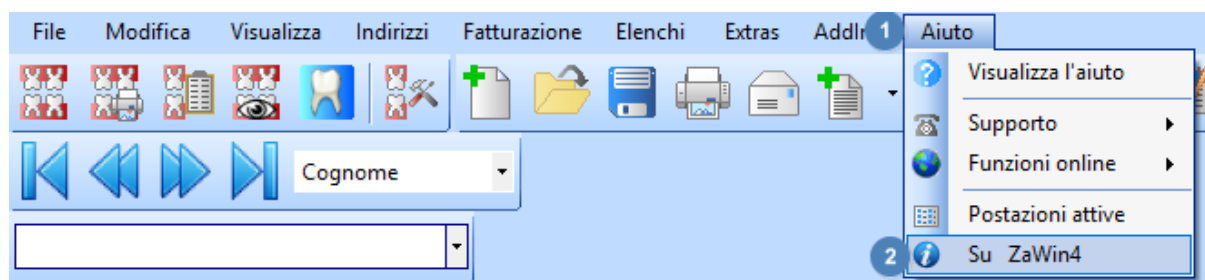 File Modifica Visualizza Indirizzi Fatturazione Elenchi Extras AddIn 1 Aiuto
Visualizza l'aiuto
Supporto
Cognome
Funzioni online
Postazioni attive
2 Su ZaWin4